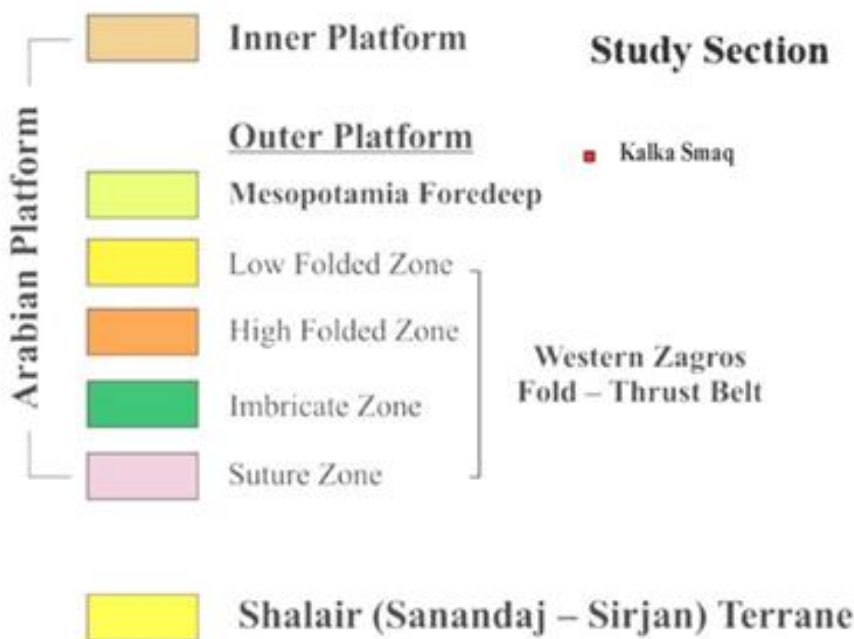 Inner Platform
Study Section
Outer Platform
Kalka Smaq
Mesopotamia Foredeep
Arabian Platform
Low Folded Zone
High Folded Zone
Western Zagros
Fold – Thrust Belt
Imbricate Zone
Suture Zone
Shalair (Sanandaj – Sirjan) Terrane